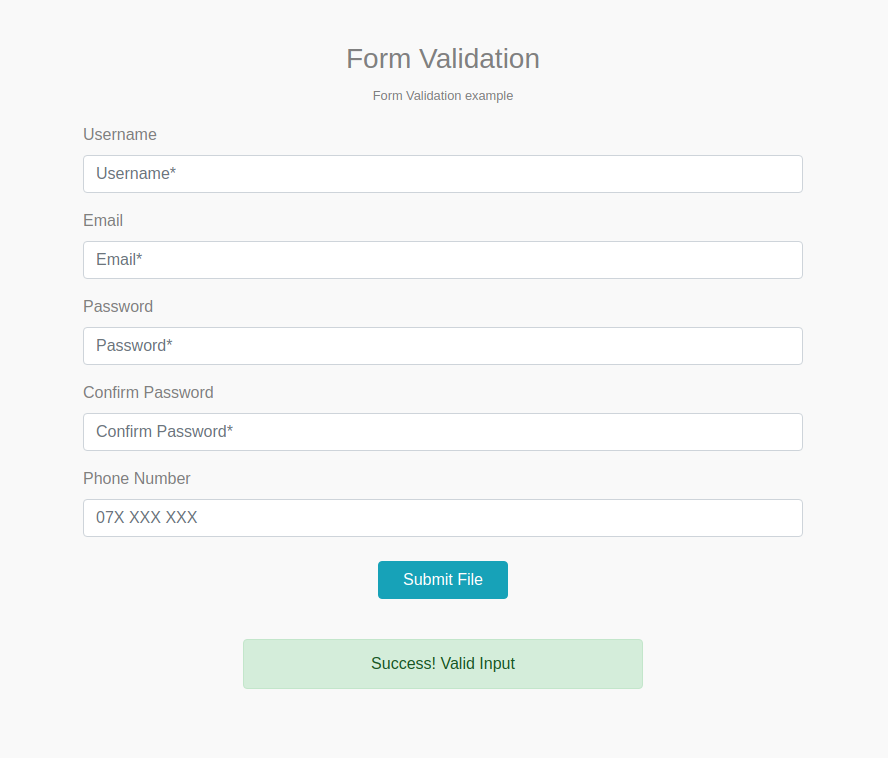 Form Validation
Form Validation example
Username
Username*
Email
Email*
Password
Password*
Confirm Password
Confirm Password*
Phone Number
07X XXX XXX
Submit File
Success! Valid Input